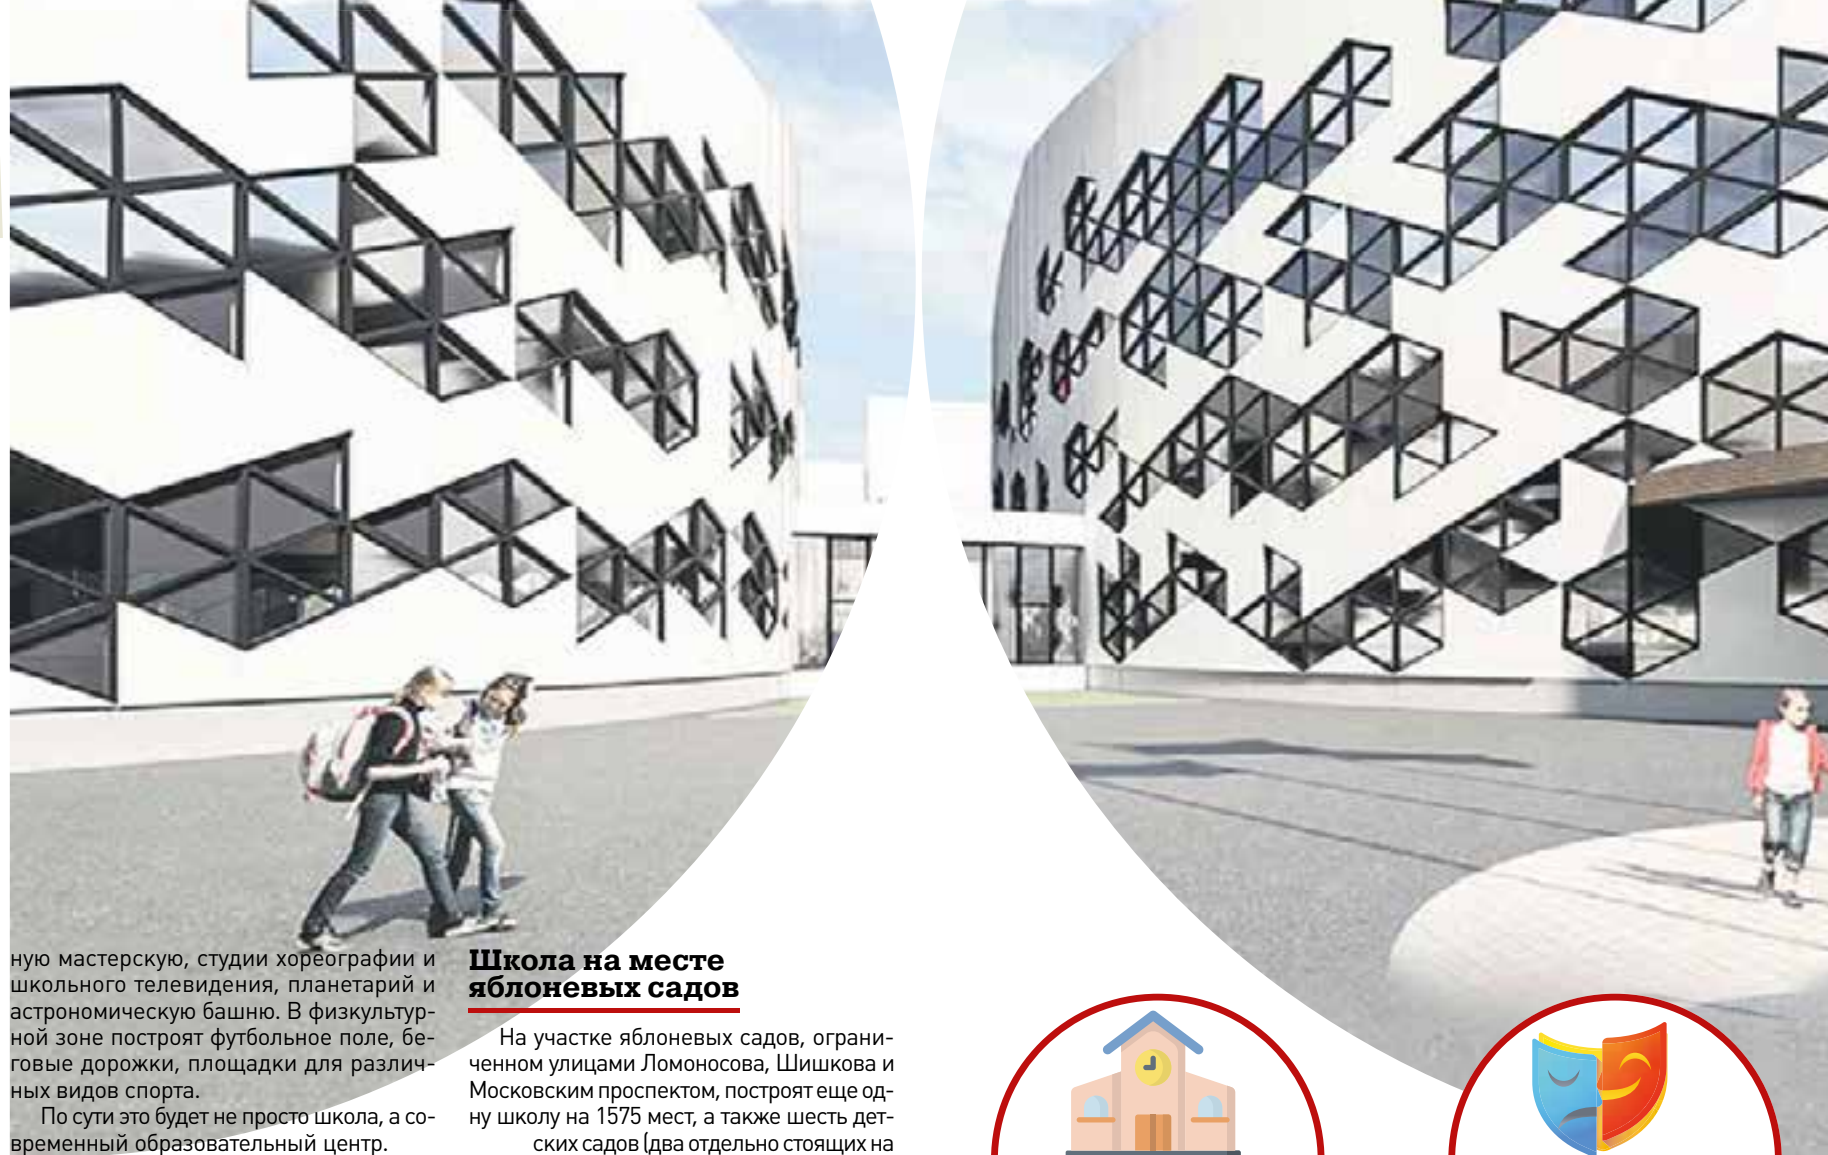 ную мастерскую, студии хореографии и
школьного телевидения, планетарий и
астрономическую башню. В физкультур-
ной зоне построят футбольное поле, бе-
говые дорожки, площадки для различ-
ных видов спорта.
По сути это будет не просто школа, а со-
временный образовательный центр.
Школа на месте
яблоневых садов
На участке яблоневых садов, ограни-
ченном улицами Ломоносова, Шишкова и
Московским проспектом, построят еще од-
ну школу на 1575 мест, а также шесть дет-
ских садов (два отдельно стоящих на